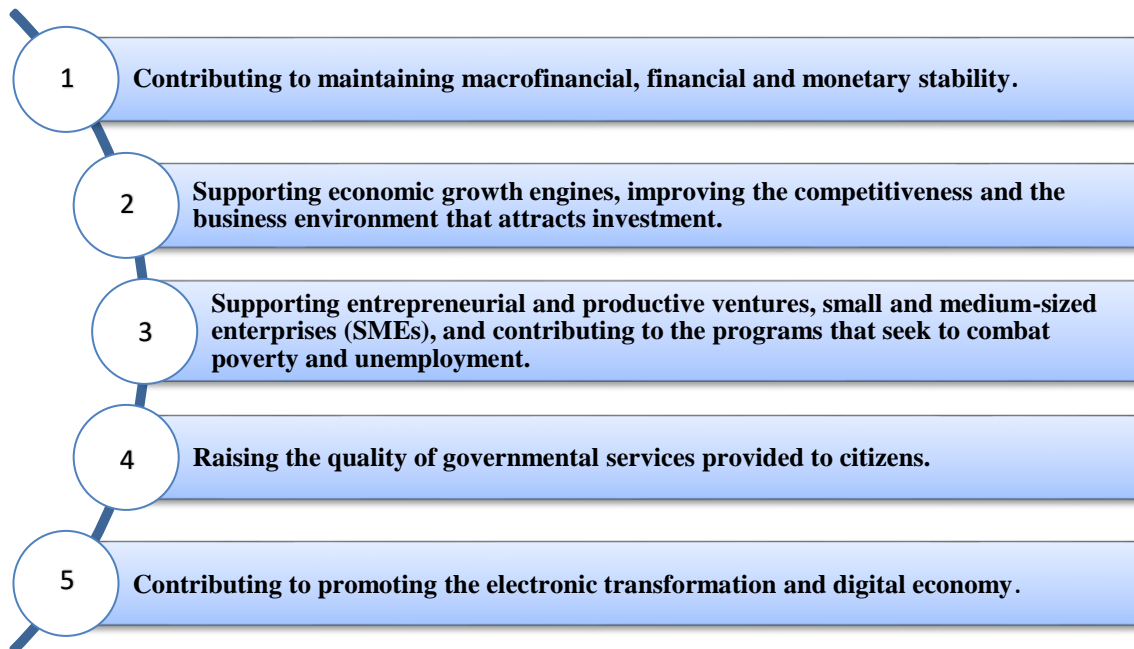 1
Contributing to maintaining macrofinancial, financial and monetary stability.
2
Supporting economic growth engines, improving the competitiveness and the
business environment that attracts investment.
3
Supporting entrepreneurial and productive ventures, small and medium-sized
enterprises (SMEs), and contributing to the programs that seek to combat
poverty and unemployment.
4
Raising the quality of governmental services provided to citizens.
5
Contributing to promoting the electronic transformation and digital economy.